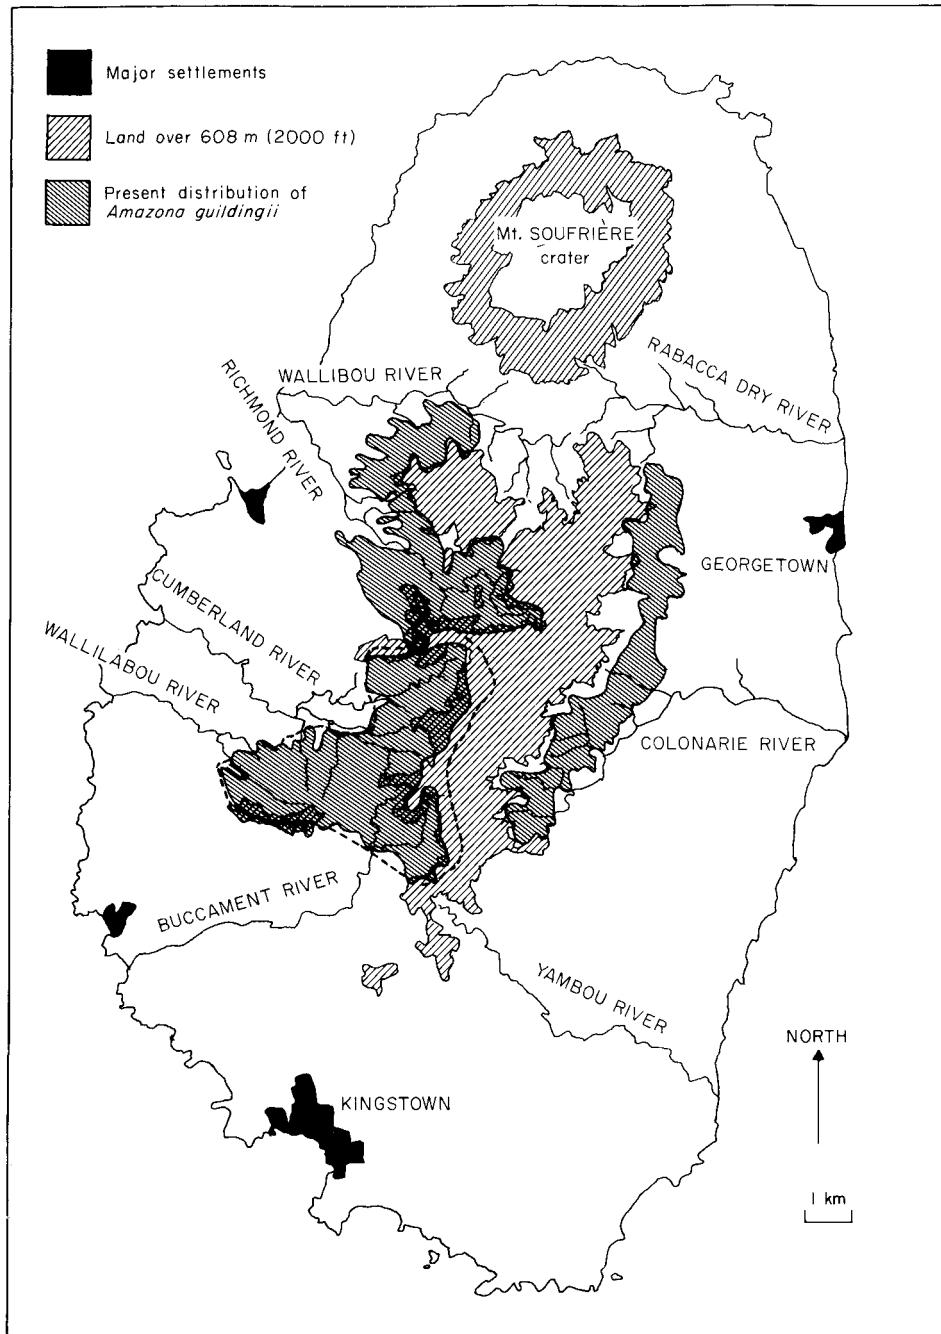 Major settlements
Land over 608 m (2000 ft)
Present distribution of
Amazona guildingii
Mt. SOUFRIÈRE
crater
WALLIBOU RIVER
RICHMOND RIVER
RABACCA DRY RIVER
GEORGETOWN
CUMBERLAND RIVER
WALLILABOU RIVER
COLONARIE RIVER
BUCCAMENT RIVER
YAMBOU RIVER
NORTH
KINGSTOWN
1 km